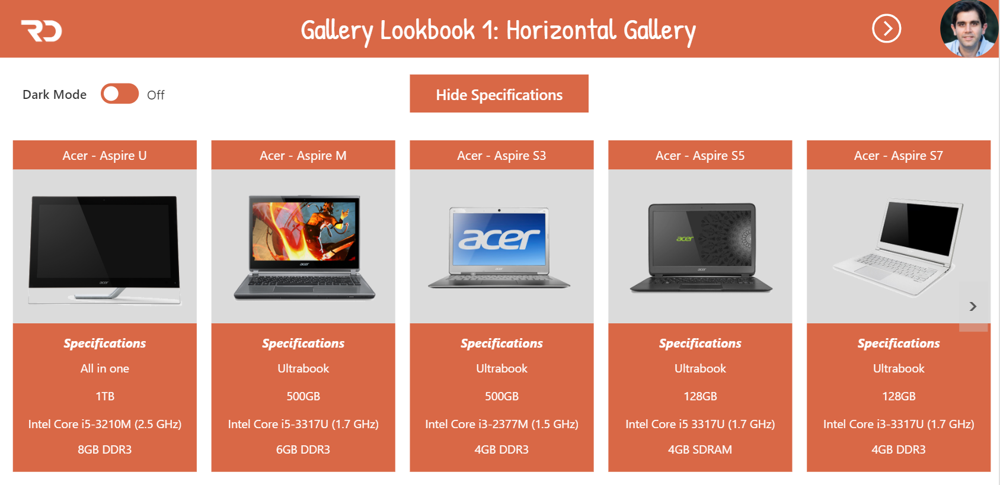 RD
Gallery Lookbook 1: Horizontal Gallery
Dark Mode Off
Hide Specifications
Acer - Aspire U
Acer - Aspire M
Acer - Aspire S3
Acer - Aspire S5
Acer - Aspire S7
acer
acer
acer
acer
acer
acer
Specifications
All in one
1TB
Intel Core i5-3210M (2.5 GHz)
8GB DDR3
Specifications
Ultrabook
500GB
Intel Core i5-3317U (1.7 GHz)
6GB DDR3
Specifications
Ultrabook
500GB
Intel Core i3-2377M (1.5 GHz)
4GB DDR3
Specifications
Ultrabook
128GB
Intel Core i5 3317U (1.7 GHz)
4GB SDRAM
Specifications
Ultrabook
128GB
Intel Core i3-3317U (1.7 GHz)
4GB DDR3